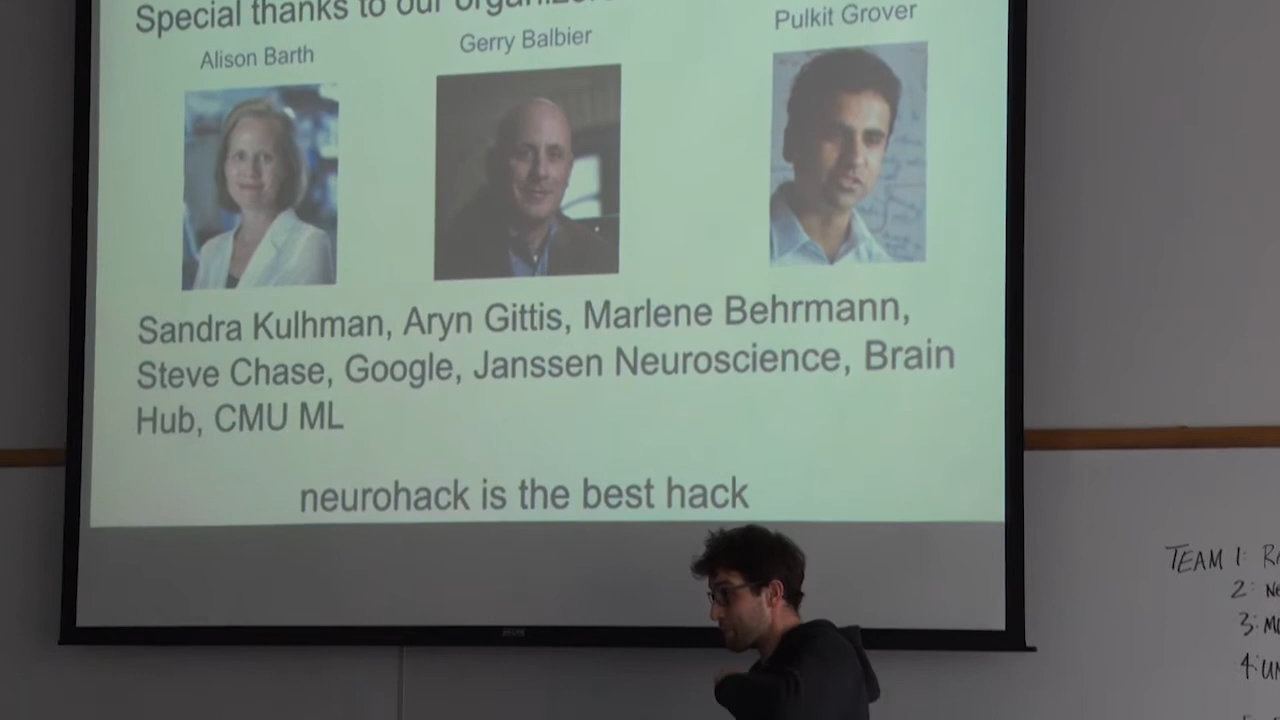 Special thanks to our organizers
Alison Barth
Gerry Balbier
Pulkit Grover
Sandra Kulhman, Aryn Gittis, Marlene Behrmann,
Steve Chase, Google, Janssen Neuroscience, Brain
Hub, CMU ML
neurohack is the best hack
TEAM 1:
2:
3:
4: